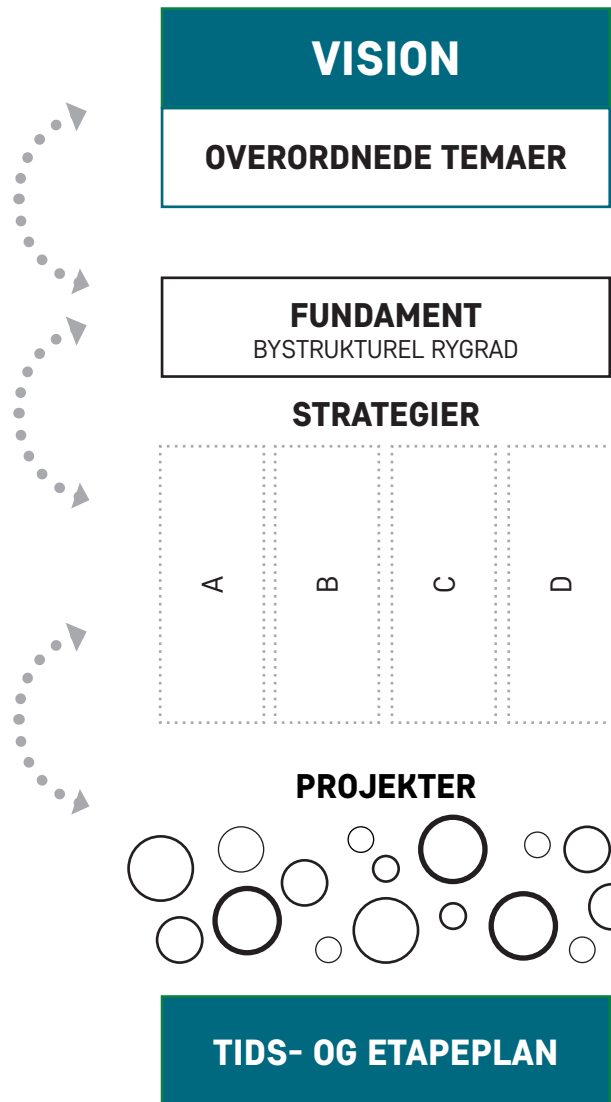 VISION
OVERORDNEDE TEMAER
FUNDAMENT
BYSTRUKTUREL RYGRAD
STRATEGIER
A
B
C
D
PROJEKTER
TIDS- OG ETAPEPLAN